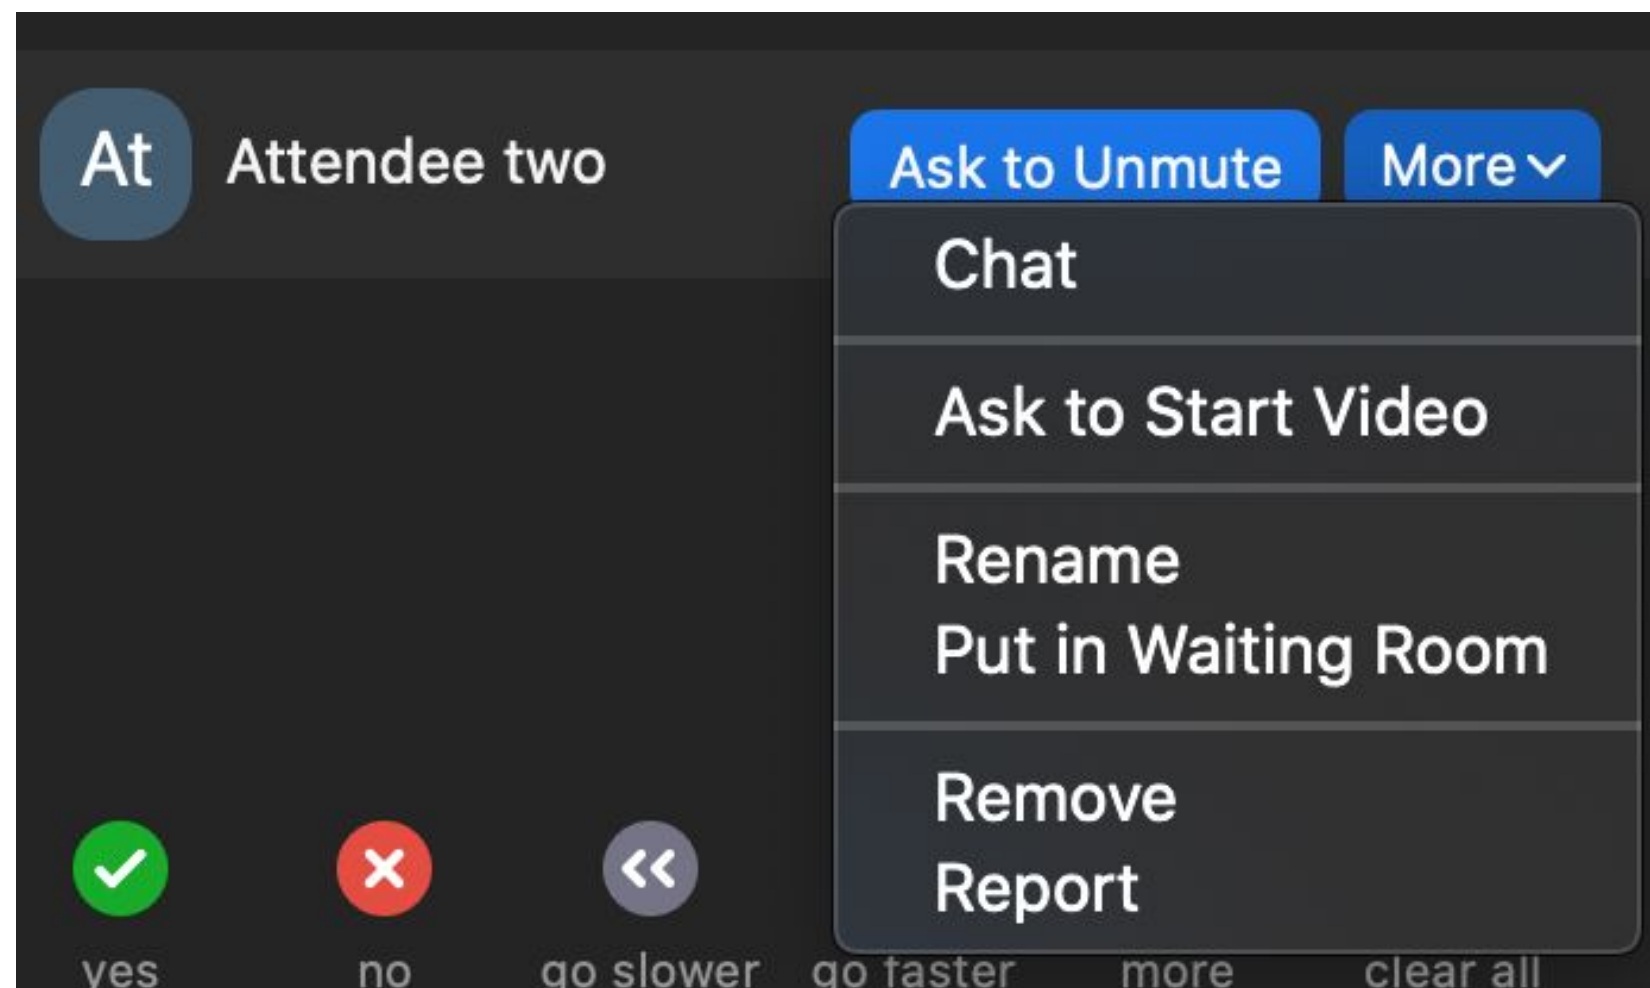 At Attendee two Ask to Unmute More
Chat
Ask to Start Video
Rename
Put in Waiting Room
Remove
Report
yes no go slower go faster more clear all